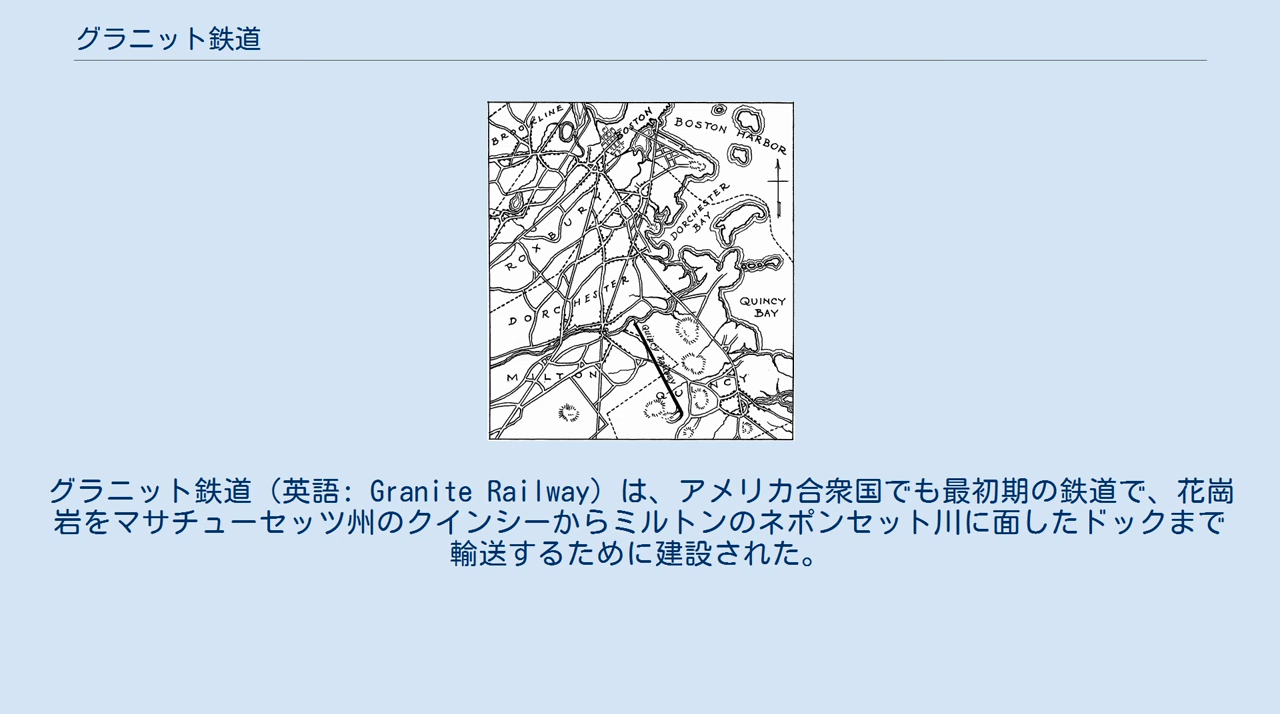 グラニット鉄道
BROOKLINE
BOSTON
BOSTON HARBOR
DORCHESTER
BAY
ROXBURY
QUINCY
BAY
DORCHESTER
Quincy Railway
MILTON
QUINCY
グラニット鉄道（英語: Granite Railway）は、アメリカ合衆国でも最初期の鉄道で、花崗
岩をマサチューセッツ州のクインシーからミルトンのネポンセット川に面したドックまで
輸送するために建設された。